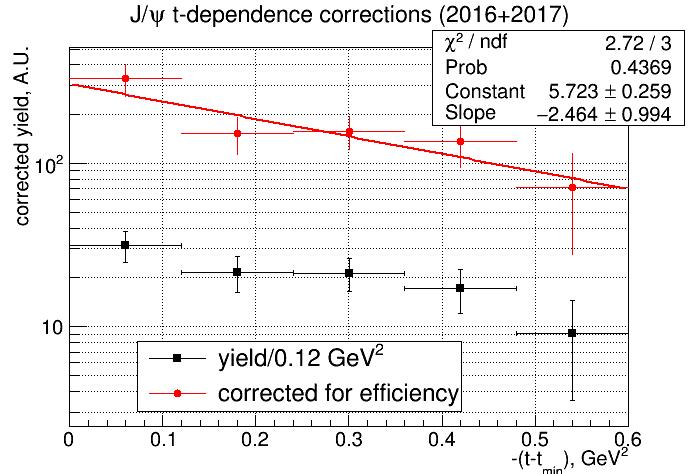 J/ψ t-dependence corrections (2016+2017)
χ² / ndf 2.72 / 3
Prob 0.4369
Constant 5.723 ± 0.259
Slope −2.464 ± 0.994
corrected yield, A.U.
10²
10
yield/0.12 GeV²
corrected for efficiency
0 0.1 0.2 0.3 0.4 0.5 0.6
-(t-t_min), GeV²